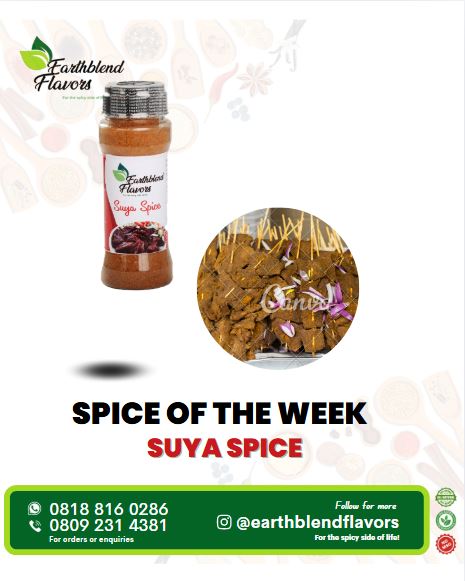 Earthblend
Flavors
For the spicy side of
Earthblend
Flavors
Suya Spice
Canva
SPICE OF THE WEEK
SUYA SPICE
0818 816 0286
0809 231 4381
For orders or enquiries
Follow for more
@earthblendflavors
For the spicy side of life!